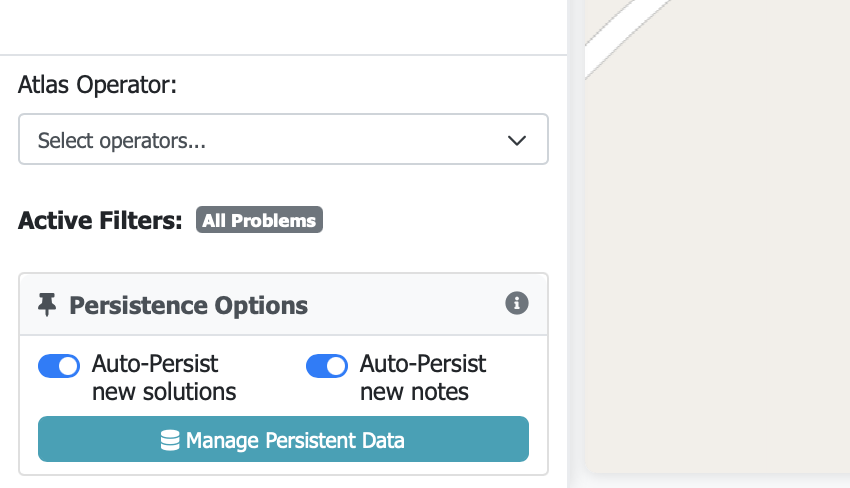 Atlas Operator:
Select operators...
Active Filters: All Problems
Persistence Options
Auto-Persist
new solutions
Auto-Persist
new notes
Manage Persistent Data